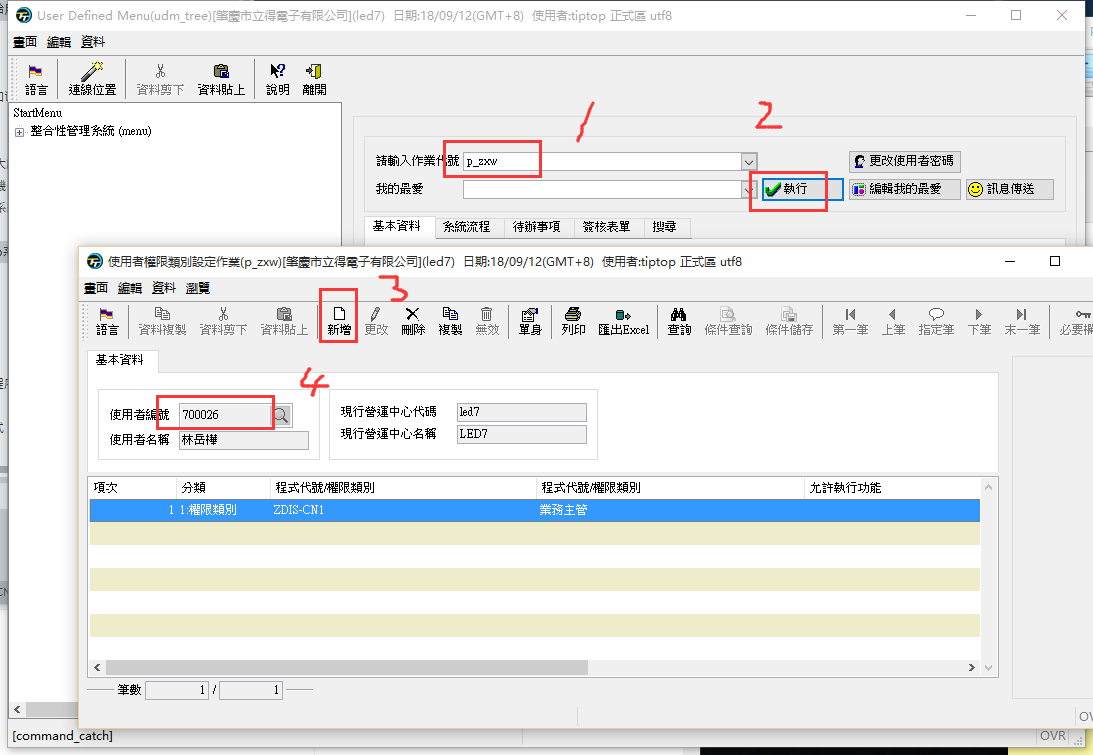 User Defined Menu(udm_tree)[肇慶市立得電子有限公司](led7) 日期:18/09/12(GMT+8) 使用者:tiptop 正式區 utf8
畫面 編輯 資料
語言 連線位置 資料剪下 資料貼上 說明 離開
StartMenu
整合性管理系統 (menu)
1
2
請輸入作業代號 p_zxw 更改使用者密碼
我的最愛 執行 編輯我的最愛 訊息傳送
基本資料 系統流程 待辦事項 簽核表單 搜尋
使用者權限類別設定作業(p_zxw)[肇慶市立得電子有限公司](led7) 日期:18/09/12(GMT+8) 使用者:tiptop 正式區 utf8
畫面 編輯 資料 瀏覽
3
語言 資料複製 資料剪下 資料貼上 新增 更改 刪除 複製 無效 單身 列印 匯出Excel 查詢 條件查詢 條件儲存 第一筆 上筆 指定筆 下筆 末一筆 必要欄
基本資料
4
使用者編號 700026 現行營運中心代碼 led7
使用者名稱 林岳樺 現行營運中心名稱 LED7
項次 分類 程式代號/權限類別 程式代號/權限類別 允許執行功能
1 1:權限類別 ZDIS-CN1 業務主管
筆數 1 / 1
[command_catch] OVR